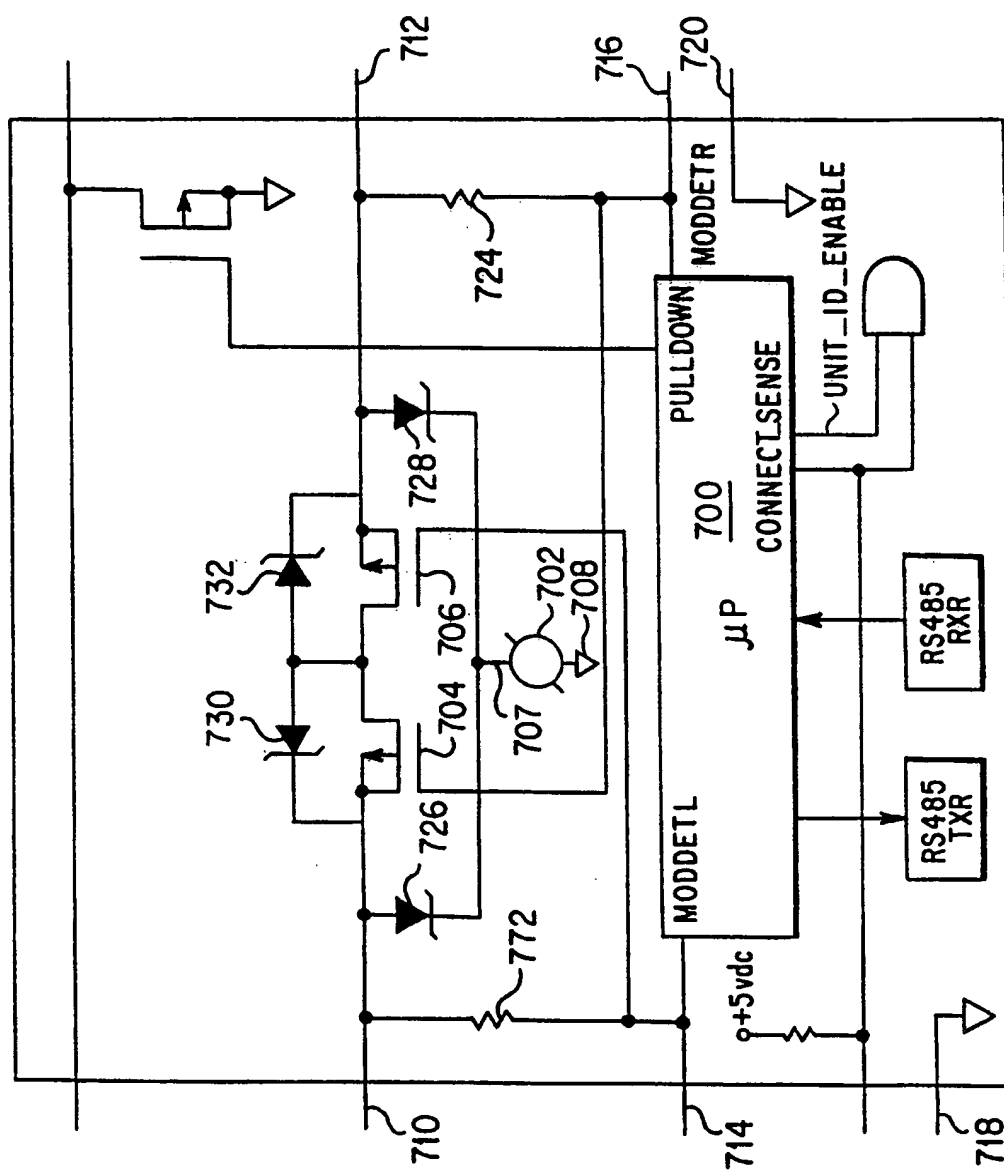 712
716
720
724
MODDETR
UNIT_ID_ENABLE
732
728
730
706
702
708
704
707
726
PULLDOWN
700
CONNECT_SENSE
µP
MODDETL
RS485
RXR
RS485
TXR
772
+5vdc
710
714
718